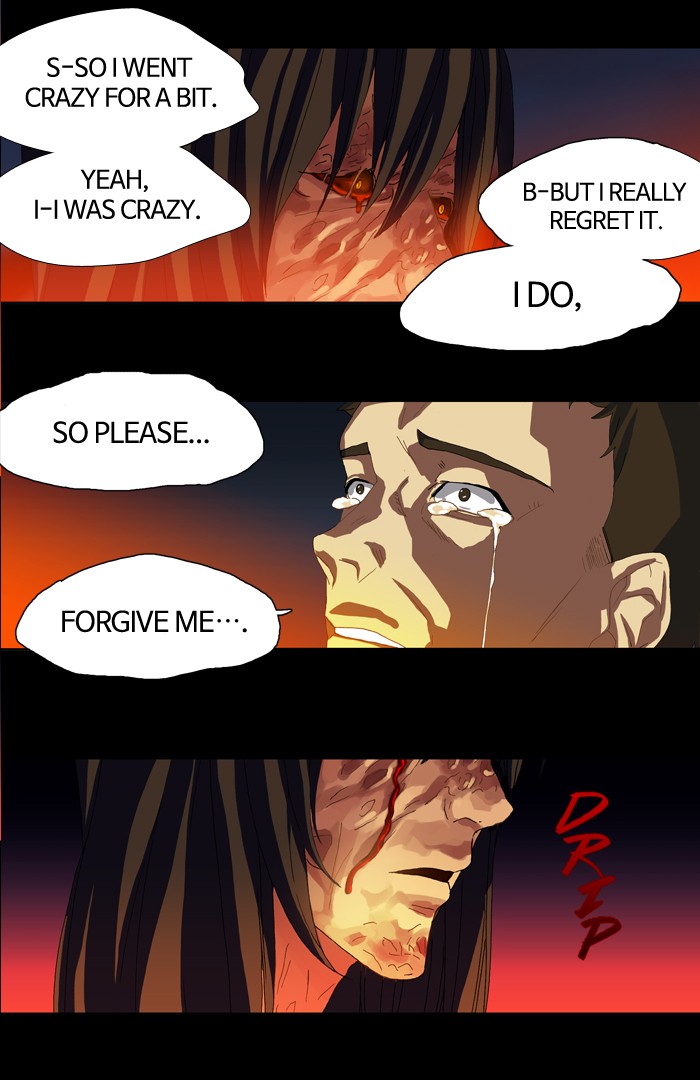 S-SO I WENT
CRAZY FOR A BIT.
YEAH,
I-I WAS CRAZY.
B-BUT I REALLY
REGRET IT.
I DO,
SO PLEASE...
FORGIVE ME….
DRIP